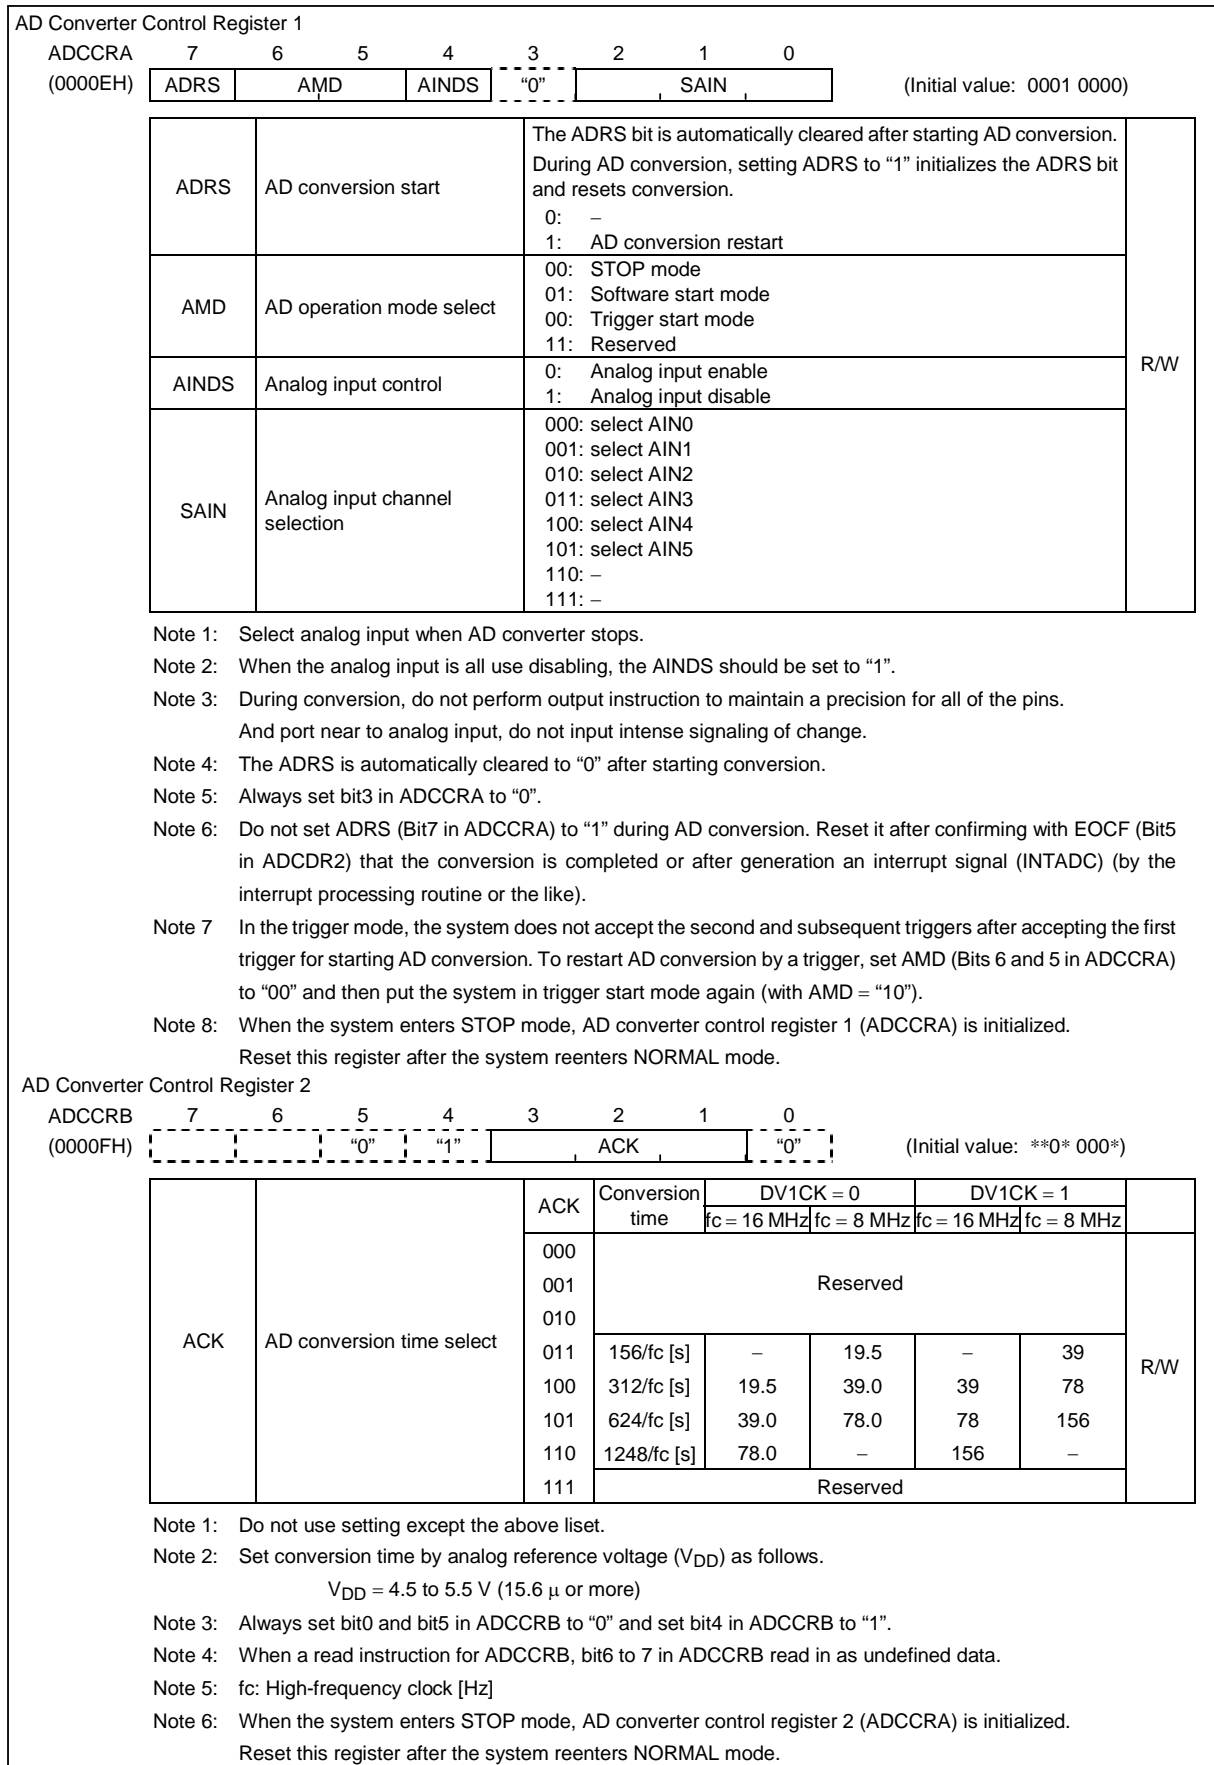 AD Converter Control Register 1
ADCCRA 7 6 5 4 3 2 1 0
(0000EH) ADRS AMD AINDS “0” SAIN (Initial value: 0001 0000)
The ADRS bit is automatically cleared after starting AD conversion.
During AD conversion, setting ADRS to “1” initializes the ADRS bit
ADRS AD conversion start and resets conversion.
0: –
1: AD conversion restart
00: STOP mode
01: Software start mode
AMD AD operation mode select
00: Trigger start mode
11: Reserved
R/W
0: Analog input enable
AINDS Analog input control
1: Analog input disable
000: select AIN0
001: select AIN1
010: select AIN2
011: select AIN3
SAIN Analog input channel
selection
100: select AIN4
101: select AIN5
110: –
111: –
Note 1: Select analog input when AD converter stops.
Note 2: When the analog input is all use disabling, the AINDS should be set to “1”.
Note 3: During conversion, do not perform output instruction to maintain a precision for all of the pins.
And port near to analog input, do not input intense signaling of change.
Note 4: The ADRS is automatically cleared to “0” after starting conversion.
Note 5: Always set bit3 in ADCCRA to “0”.
Note 6: Do not set ADRS (Bit7 in ADCCRA) to “1” during AD conversion. Reset it after confirming with EOCF (Bit5
in ADCDR2) that the conversion is completed or after generation an interrupt signal (INTADC) (by the
interrupt processing routine or the like).
Note 7 In the trigger mode, the system does not accept the second and subsequent triggers after accepting the first
trigger for starting AD conversion. To restart AD conversion by a trigger, set AMD (Bits 6 and 5 in ADCCRA)
to “00” and then put the system in trigger start mode again (with AMD = “10”).
Note 8: When the system enters STOP mode, AD converter control register 1 (ADCCRA) is initialized.
Reset this register after the system reenters NORMAL mode.
AD Converter Control Register 2
ADCCRB 7 6 5 4 3 2 1 0
(0000FH) “0” “1” ACK “0” (Initial value: **0* 000*)
ACK Conversion time DV1CK = 0 DV1CK = 1
fc = 16 MHz fc = 8 MHz fc = 16 MHz fc = 8 MHz
000
001 Reserved
010
ACK AD conversion time select
011 156/fc [s] – 19.5 – 39
R/W
100 312/fc [s] 19.5 39.0 39 78
101 624/fc [s] 39.0 78.0 78 156
110 1248/fc [s] 78.0 – 156 –
111 Reserved
Note 1: Do not use setting except the above liset.
Note 2: Set conversion time by analog reference voltage (VDD) as follows.
VDD = 4.5 to 5.5 V (15.6 μ or more)
Note 3: Always set bit0 and bit5 in ADCCRB to “0” and set bit4 in ADCCRB to “1”.
Note 4: When a read instruction for ADCCRB, bit6 to 7 in ADCCRB read in as undefined data.
Note 5: fc: High-frequency clock [Hz]
Note 6: When the system enters STOP mode, AD converter control register 2 (ADCCRA) is initialized.
Reset this register after the system reenters NORMAL mode.